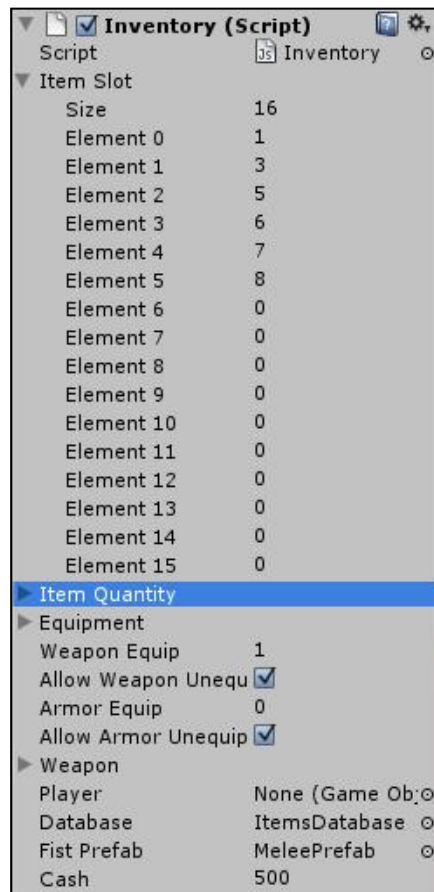 Inventory (Script)
Script Inventory
Item Slot
Size 16
Element 0 1
Element 1 3
Element 2 5
Element 3 6
Element 4 7
Element 5 8
Element 6 0
Element 7 0
Element 8 0
Element 9 0
Element 10 0
Element 11 0
Element 12 0
Element 13 0
Element 14 0
Element 15 0
Item Quantity
Equipment
Weapon Equip 1
Allow Weapon Unequ
Armor Equip 0
Allow Armor Unequip
Weapon
Player None (Game Obj
Database ItemsDatabase
Fist Prefab MeleePrefab
Cash 500